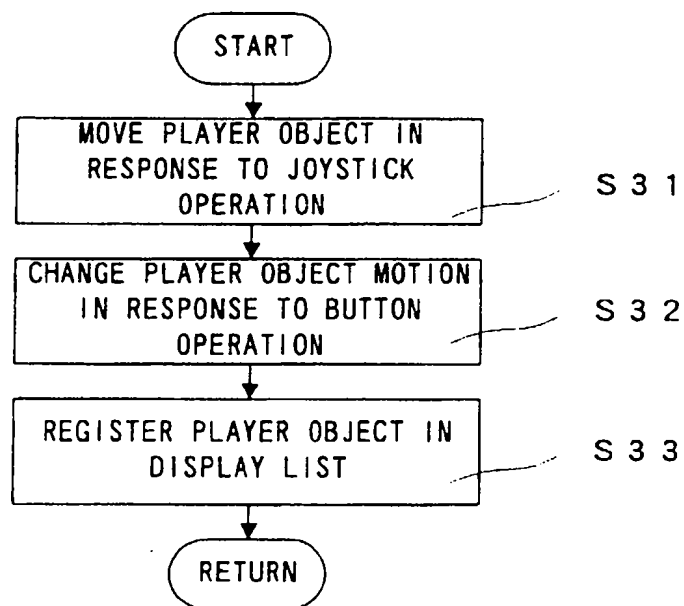 START
MOVE PLAYER OBJECT IN
RESPONSE TO JOYSTICK
OPERATION
S31
CHANGE PLAYER OBJECT MOTION
IN RESPONSE TO BUTTON
OPERATION
S32
REGISTER PLAYER OBJECT IN
DISPLAY LIST
S33
RETURN